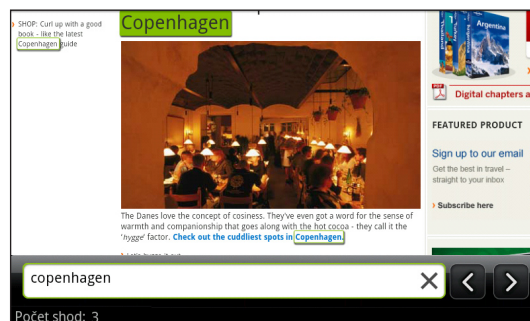 › SHOP: Curl up with a good
book - like the latest
Copenhagen guide
Copenhagen
The Danes love the concept of cosiness. They've even got a word for the sense of
warmth and companionship that goes along with the hot cocoa - they call it the
'hygge' factor. Check out the cuddliest spots in Copenhagen.
Argentina
PDF
Digital chapters a
FEATURED PRODUCT
Sign up to our email
Get the best in travel –
straight to your inbox
› Subscribe here
copenhagen
Počet shod: 3